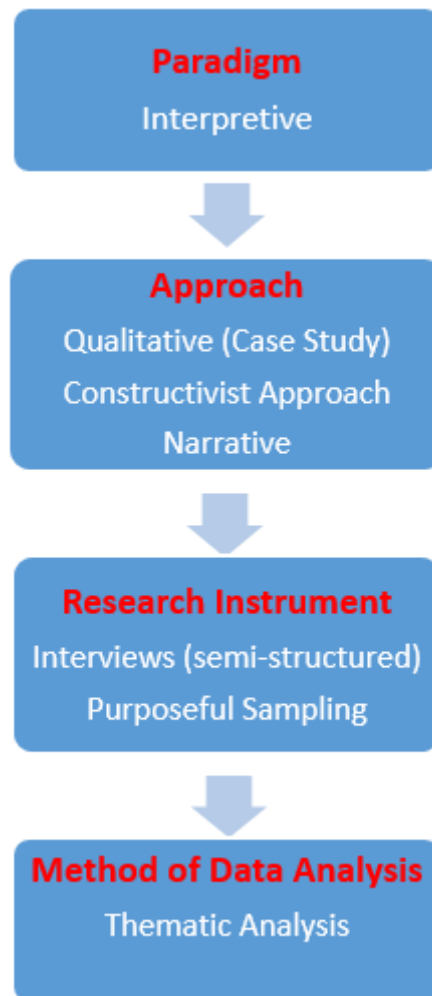 Paradigm
Interpretive
Approach
Qualitative (Case Study)
Constructivist Approach
Narrative
Research Instrument
Interviews (semi-structured)
Purposeful Sampling
Method of Data Analysis
Thematic Analysis